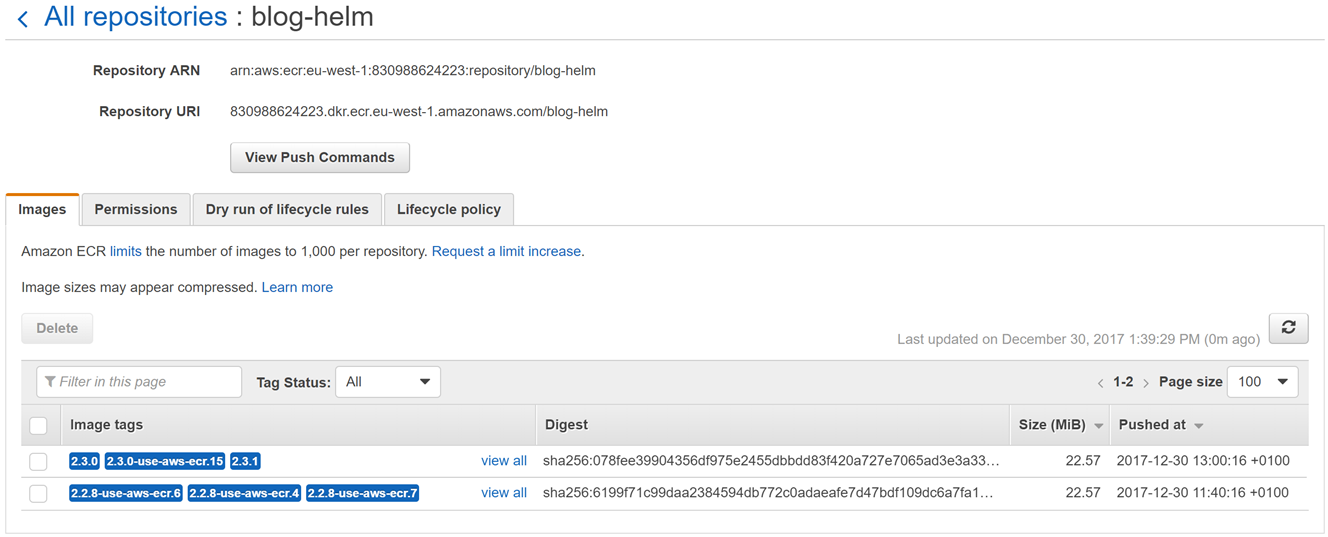 All repositories : blog-helm
Repository ARN arn:aws:ecr:eu-west-1:830988624223:repository/blog-helm
Repository URI 830988624223.dkr.ecr.eu-west-1.amazonaws.com/blog-helm
View Push Commands
Images Permissions Dry run of lifecycle rules Lifecycle policy
Amazon ECR limits the number of images to 1,000 per repository. Request a limit increase.
Image sizes may appear compressed. Learn more
Delete
Last updated on December 30, 2017 1:39:29 PM (0m ago)
Filter in this page Tag Status: All 1-2 Page size 100
Image tags Digest Size (MiB) Pushed at
2.3.0 2.3.0-use-aws-ecr.15 2.3.1 view all sha256:078fee39904356df975e2455dbbdd83f420a727e7065ad3e3a33… 22.57 2017-12-30 13:00:16 +0100
2.2.8-use-aws-ecr.6 2.2.8-use-aws-ecr.4 2.2.8-use-aws-ecr.7 view all sha256:6199f71c99daa2384594db772c0adaeafe7d47bdf109dc6a7fa1… 22.57 2017-12-30 11:40:16 +0100